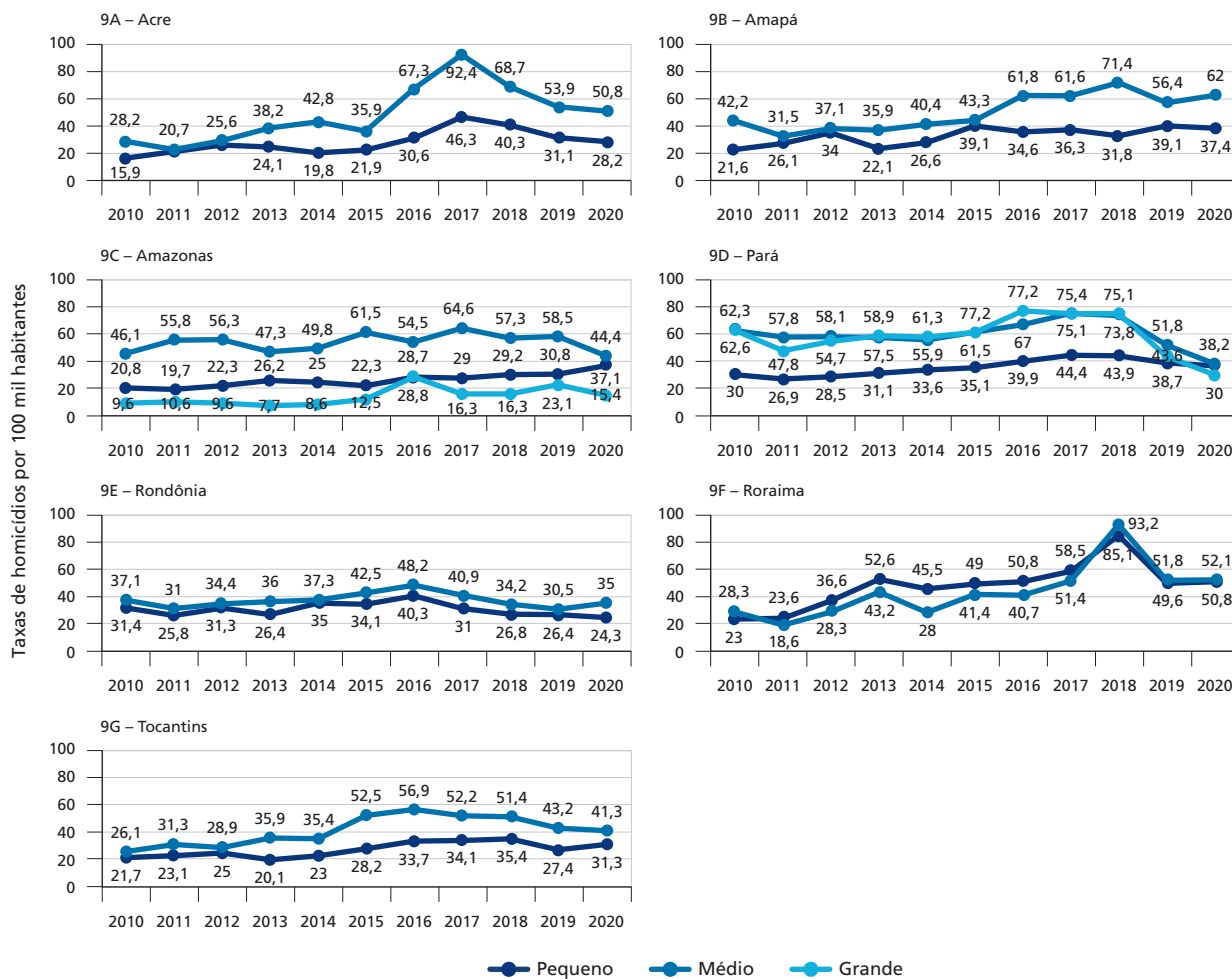 Taxas de homicídios por 100 mil habitantes
9A – Acre
100
80
60
40
20
0
28,2 20,7 25,6 38,2 42,8 35,9 67,3 92,4 68,7 53,9 50,8
15,9 24,1 19,8 21,9 30,6 46,3 40,3 31,1 28,2
2010 2011 2012 2013 2014 2015 2016 2017 2018 2019 2020
9B – Amapá
100
80
60
40
20
0
42,2 31,5 37,1 35,9 40,4 43,3 61,8 61,6 71,4 56,4 62
21,6 26,1 34 22,1 26,6 39,1 34,6 36,3 31,8 39,1 37,4
2010 2011 2012 2013 2014 2015 2016 2017 2018 2019 2020
9C – Amazonas
100
80
60
40
20
0
46,1 55,8 56,3 47,3 49,8 61,5 54,5 64,6 57,3 58,5 44,4
20,8 19,7 22,3 26,2 25 22,3 28,7 29 29,2 30,8 37,1
9,6 10,6 9,6 7,7 8,6 12,5 28,8 16,3 16,3 23,1 15,4
2010 2011 2012 2013 2014 2015 2016 2017 2018 2019 2020
9D – Pará
100
80
60
40
20
0
62,3 57,8 58,1 58,9 61,3 77,2 77,2 75,4 75,1 51,8 38,2
62,6 47,8 54,7 57,5 55,9 61,5 67 75,1 73,8 43,6 30
30 26,9 28,5 31,1 33,6 35,1 39,9 44,4 43,9 38,7
2010 2011 2012 2013 2014 2015 2016 2017 2018 2019 2020
9E – Rondônia
100
80
60
40
20
0
37,1 31 34,4 36 37,3 42,5 48,2 40,9 34,2 30,5 35
31,4 25,8 31,3 26,4 35 34,1 40,3 31 26,8 26,4 24,3
2010 2011 2012 2013 2014 2015 2016 2017 2018 2019 2020
9F – Roraima
100
80
60
40
20
0
28,3 23,6 36,6 52,6 45,5 49 50,8 58,5 93,2 51,8 52,1
23 18,6 28,3 43,2 28 41,4 40,7 51,4 85,1 49,6 50,8
2010 2011 2012 2013 2014 2015 2016 2017 2018 2019 2020
9G – Tocantins
100
80
60
40
20
0
26,1 31,3 28,9 35,9 35,4 52,5 56,9 52,2 51,4 43,2 41,3
21,7 23,1 25 20,1 23 28,2 33,7 34,1 35,4 27,4 31,3
2010 2011 2012 2013 2014 2015 2016 2017 2018 2019 2020
Pequeno Médio Grande